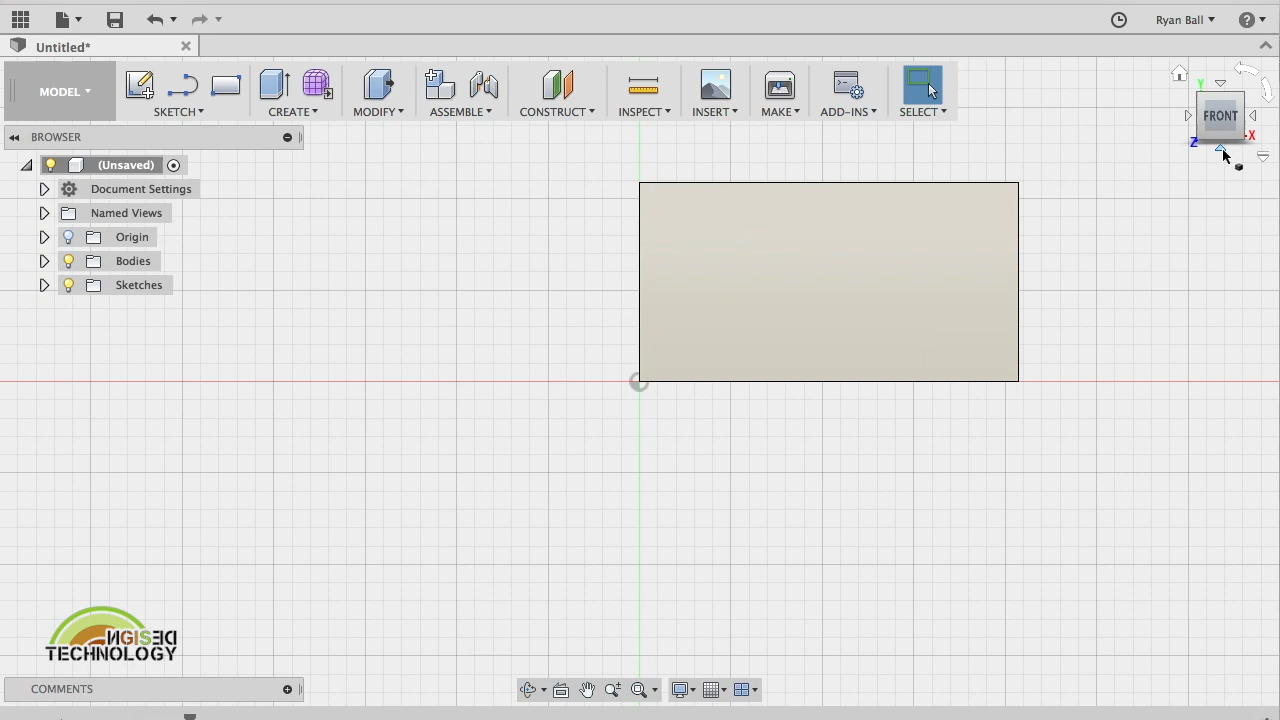 Ryan Ball
Untitled*
MODEL
SKETCH
CREATE
MODIFY
ASSEMBLE
CONSTRUCT
INSPECT
INSERT
MAKE
ADD-INS
SELECT
Y
FRONT
X
Z
BROWSER
(Unsaved)
Document Settings
Named Views
Origin
Bodies
Sketches
DESIGN
TECHNOLOGY
COMMENTS